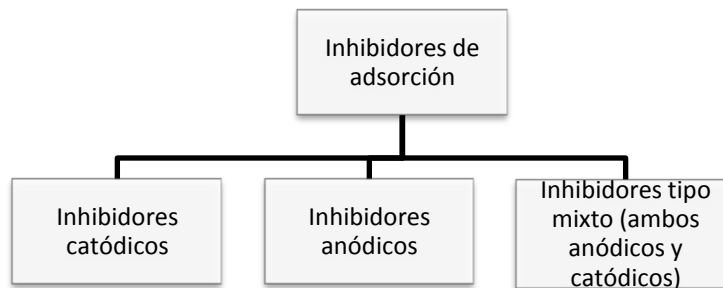 Inhibidores de
adsorción
Inhibidores
catódicos
Inhibidores
anódicos
Inhibidores tipo
mixto (ambos
anódicos y
catódicos)